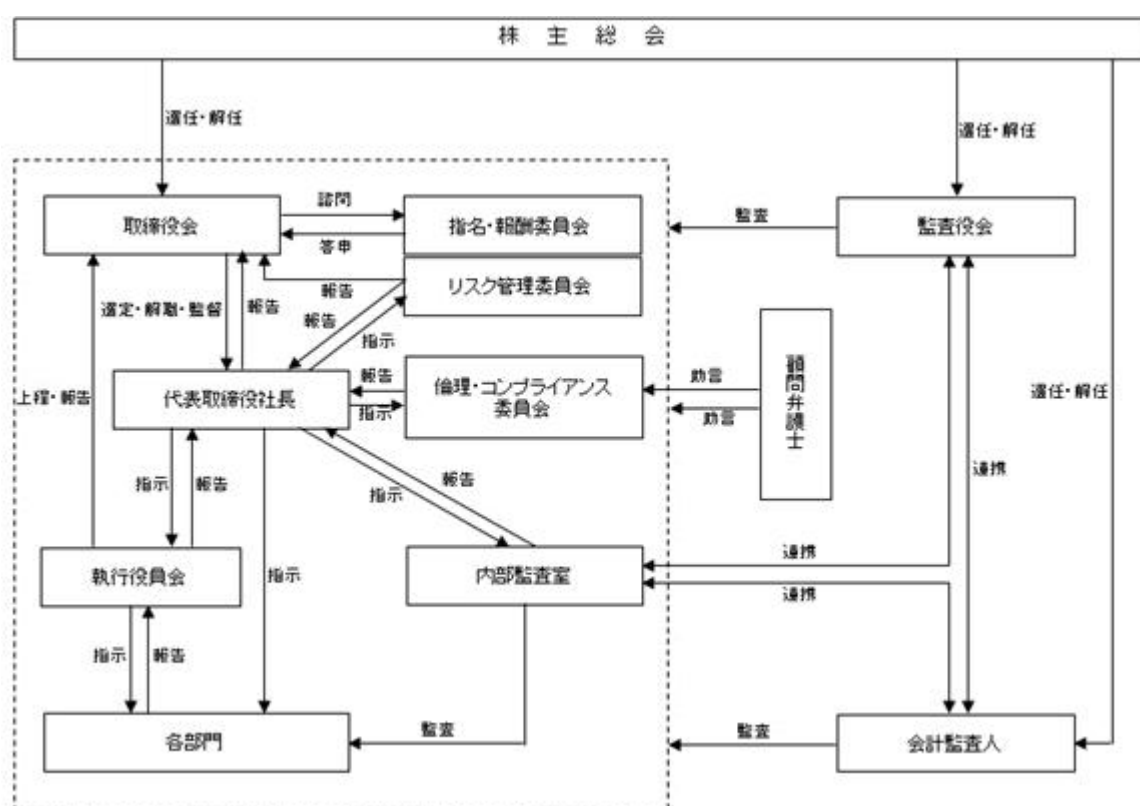 株 主 総 会
選任・解任
選任・解任
取締役会
諮問
指名・報酬委員会
監査
監査役会
答申
報告
リスク管理委員会
選定・解職・監督
報告
報告
指示
顧問弁護士
上程・報告
代表取締役社長
報告
倫理・コンプライアンス
委員会
助言
指示
助言
選任・解任
指示
報告
報告
指示
連携
執行役員会
指示
内部監査室
連携
連携
指示
報告
各部門
監査
監査
会計監査人